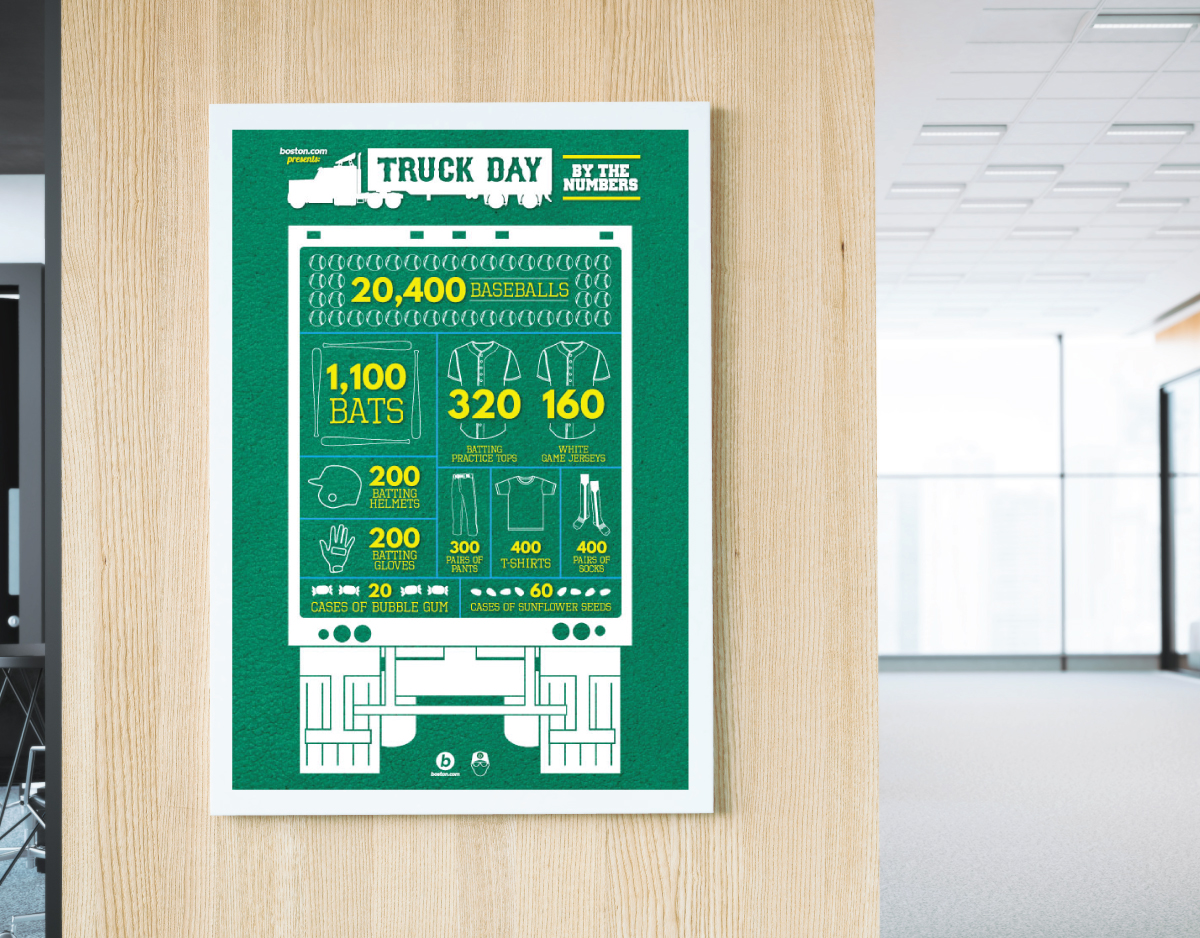 boston.com
presents:
TRUCK DAY
BY THE
NUMBERS
20,400 BASEBALLS
1,100
BATS
320
BATTING
PRACTICE TOPS
160
WHITE
GAME JERSEYS
200
BATTING
HELMETS
200
BATTING
GLOVES
300
PAIRS OF
PANTS
400
T-SHIRTS
400
PAIRS OF
SOCKS
20
CASES OF BUBBLE GUM
60
CASES OF SUNFLOWER SEEDS
b
boston.com